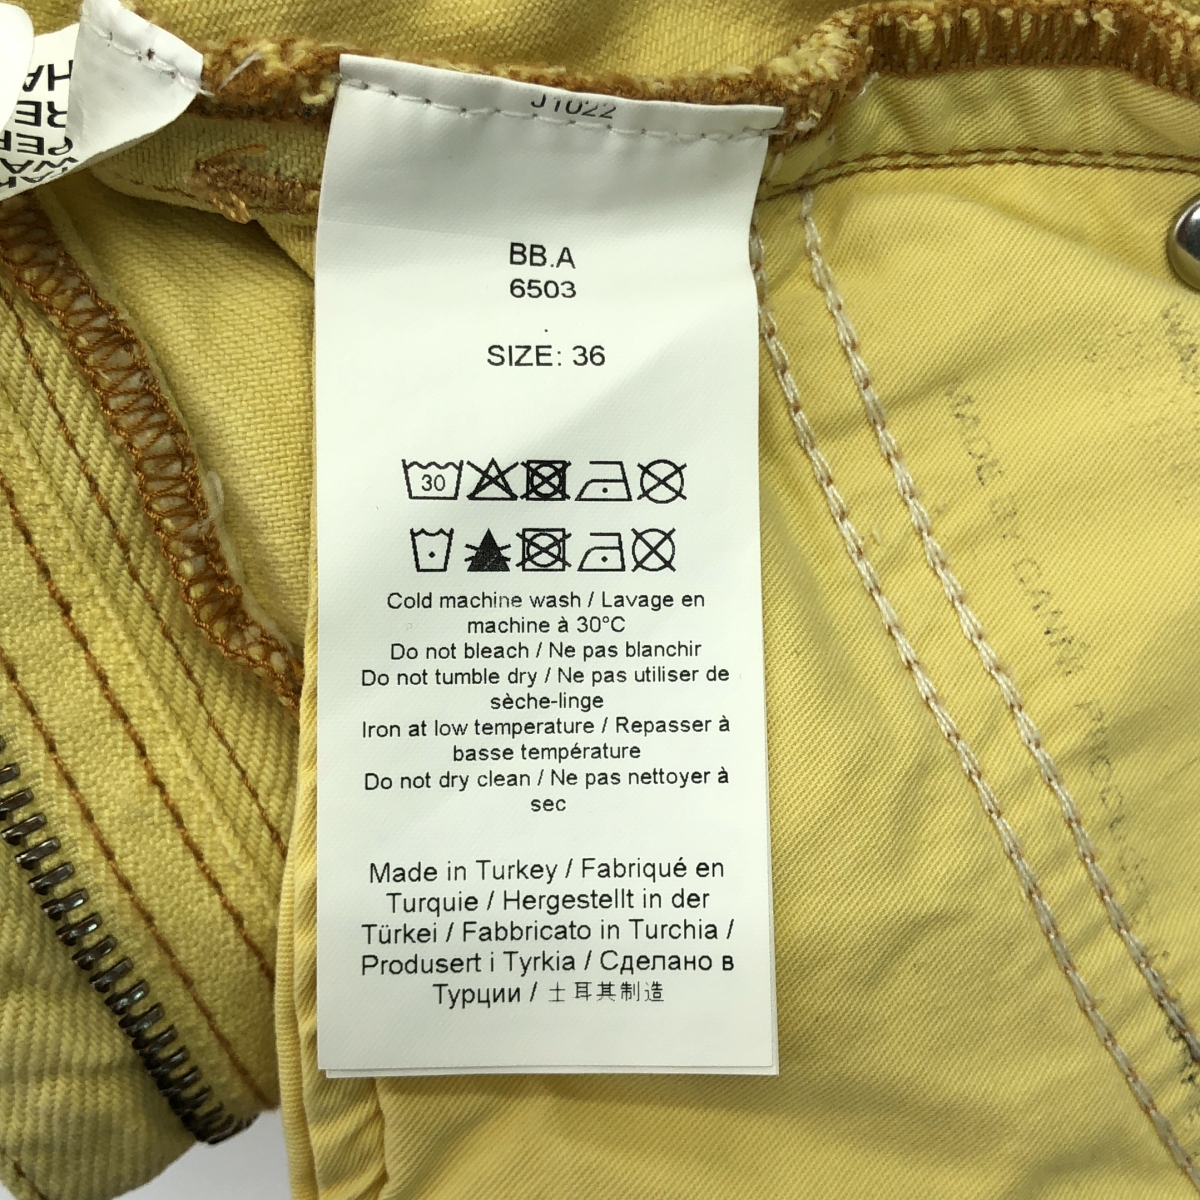 J1022
BB.A
6503
.
SIZE: 36
30
Cold machine wash / Lavage en
machine à 30°C
Do not bleach / Ne pas blanchir
Do not tumble dry / Ne pas utiliser de
sèche-linge
Iron at low temperature / Repasser à
basse température
Do not dry clean / Ne pas nettoyer à
sec
Made in Turkey / Fabriqué en
Turquie / Hergestellt in der
Türkei / Fabbricato in Turchia /
Produsert i Tyrkia / Сделано в
Турции / 土耳其制造
MADE